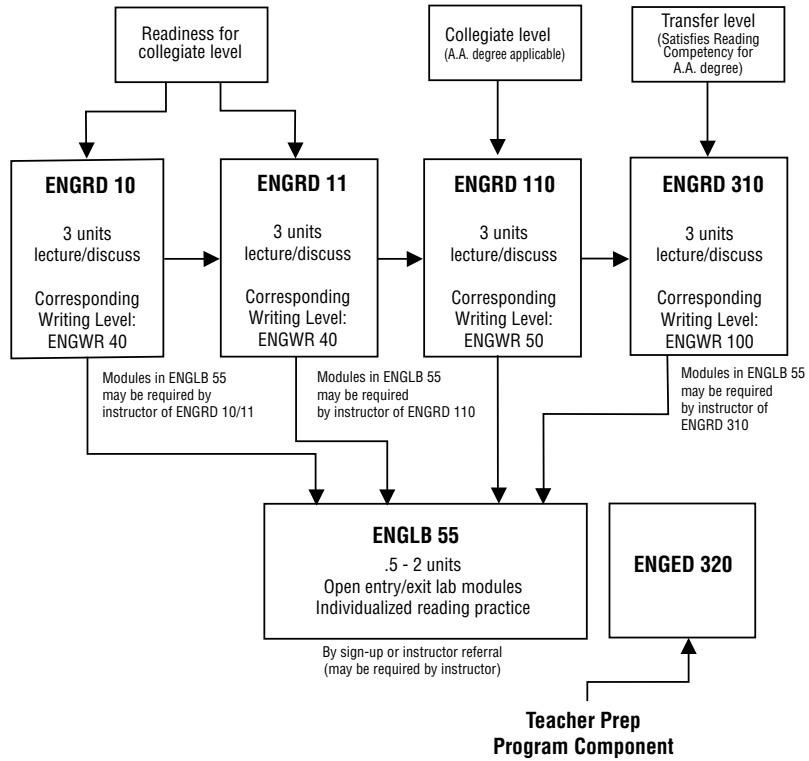 Readiness for
collegiate level
Collegiate level
(A.A. degree applicable)
Transfer level
(Satisfies Reading
Competency for
A.A. degree)
ENGRD 10
3 units
lecture/discuss
Corresponding
Writing Level:
ENGWR 40
ENGRD 11
3 units
lecture/discuss
Corresponding
Writing Level:
ENGWR 40
ENGRD 110
3 units
lecture/discuss
Corresponding
Writing Level:
ENGWR 50
ENGRD 310
3 units
lecture/discuss
Corresponding
Writing Level:
ENGWR 100
Modules in ENGLB 55
may be required by
instructor of ENGRD 10/11
Modules in ENGLB 55
may be required
by instructor of ENGRD 110
Modules in ENGLB 55
may be required
by instructor of
ENGRD 310
ENGLB 55
.5 - 2 units
Open entry/exit lab modules
Individualized reading practice
By sign-up or instructor referral
(may be required by instructor)
ENGED 320
Teacher Prep
Program Component